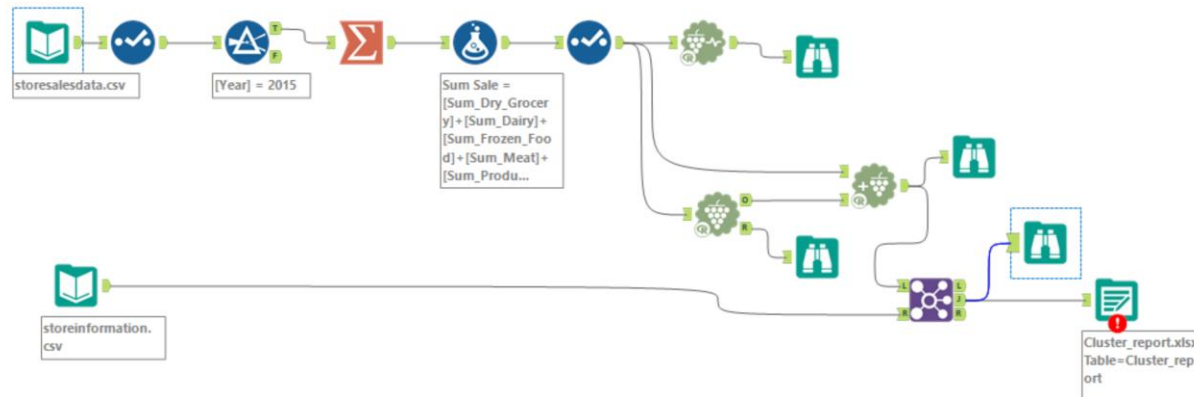 T
F
storesalesdata.csv
[Year] = 2015
Sum Sale =
[Sum_Dry_Grocer
y]+[Sum_Dairy]+
[Sum_Frozen_Foo
d]+[Sum_Meat]+
[Sum_Produ...
O
R
L
R
L
J
R
storeinformation.
csv
Cluster_report.xlsx
Table=Cluster_rep
ort